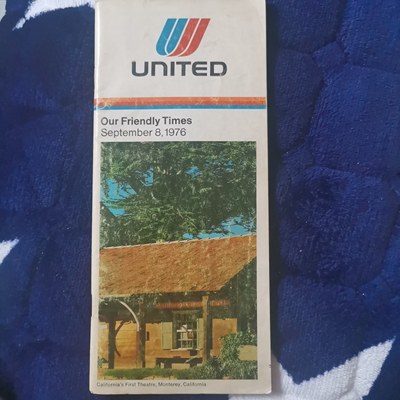 UNITED
Our Friendly Times
September 8, 1976
California's First Theatre, Monterey, California